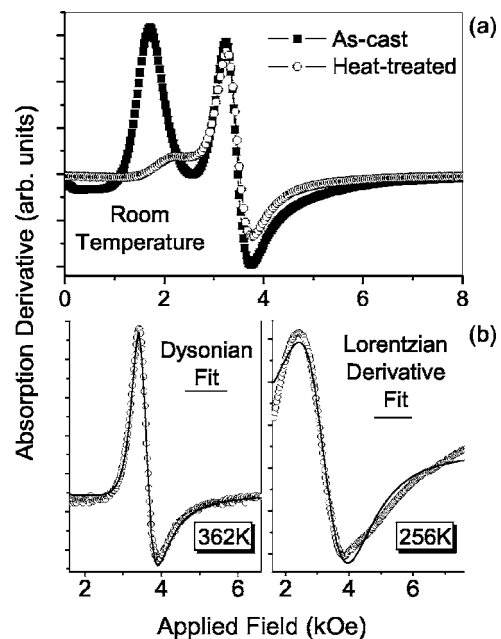 (a)
As-cast
Heat-treated
Room
Temperature
0 2 4 6 8
Absorption Derivative (arb. units)
(b)
Dysonian
Fit
362K
Lorentzian
Derivative
Fit
256K
2 4 6 2 4 6
Applied Field (kOe)